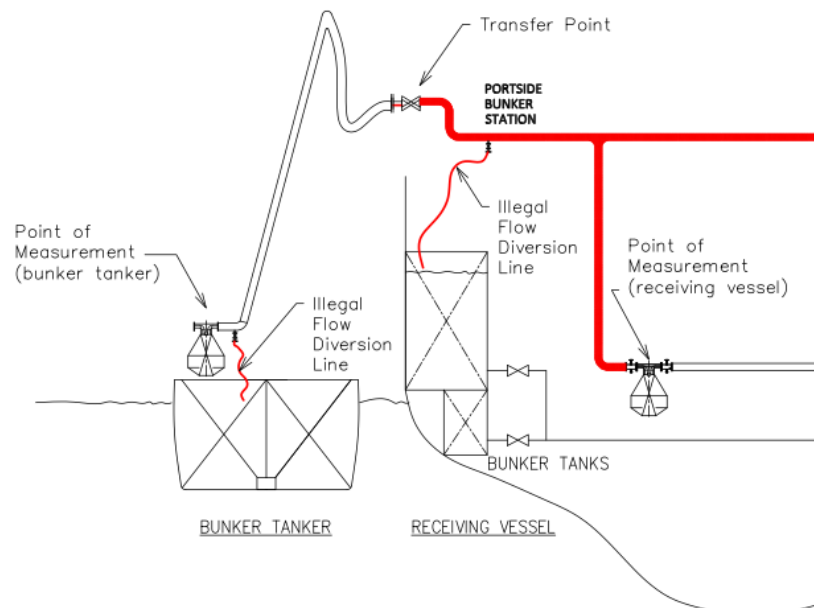 Transfer Point
PORTSIDE
BUNKER
STATION
Illegal
Flow
Diversion
Line
Point of
Measurement
(bunker tanker)
Point of
Measurement
(receiving vessel)
Illegal
Flow
Diversion
Line
BUNKER TANKS
BUNKER TANKER
RECEIVING VESSEL